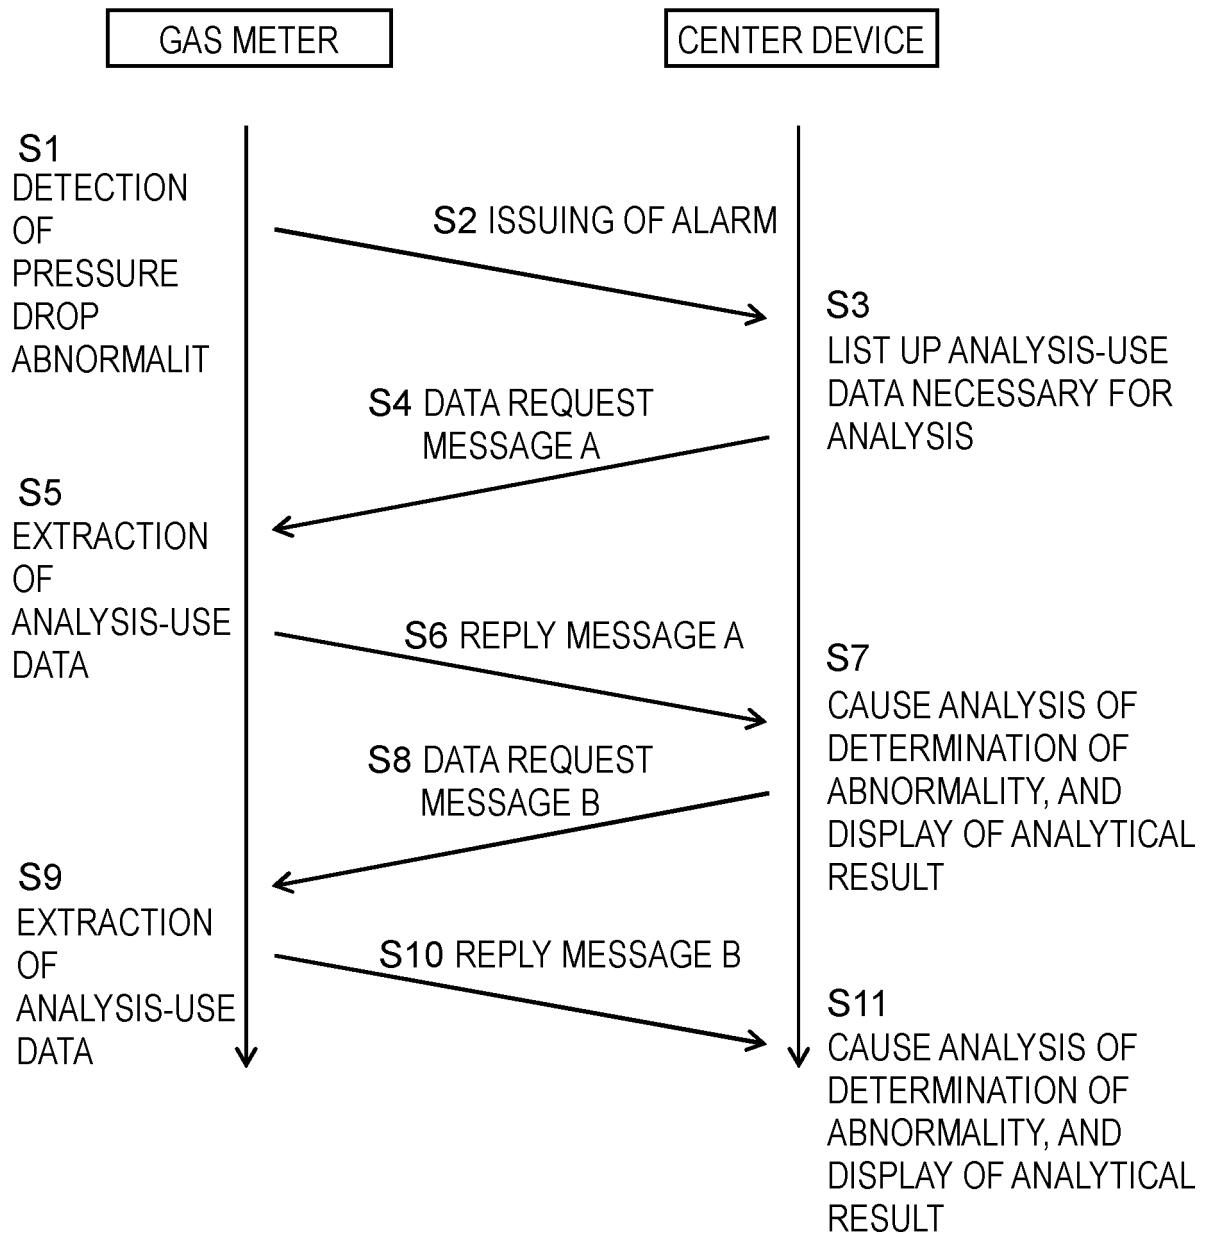 GAS METER
CENTER DEVICE
S1
DETECTION
OF
PRESSURE
DROP
ABNORMALIT
S2 ISSUING OF ALARM
S3
LIST UP ANALYSIS-USE
DATA NECESSARY FOR
ANALYSIS
S4 DATA REQUEST
MESSAGE A
S5
EXTRACTION
OF
ANALYSIS-USE
DATA
S6 REPLY MESSAGE A
S7
CAUSE ANALYSIS OF
DETERMINATION OF
ABNORMALITY, AND
DISPLAY OF ANALYTICAL
RESULT
S8 DATA REQUEST
MESSAGE B
S9
EXTRACTION
OF
ANALYSIS-USE
DATA
S10 REPLY MESSAGE B
S11
CAUSE ANALYSIS OF
DETERMINATION OF
ABNORMALITY, AND
DISPLAY OF ANALYTICAL
RESULT